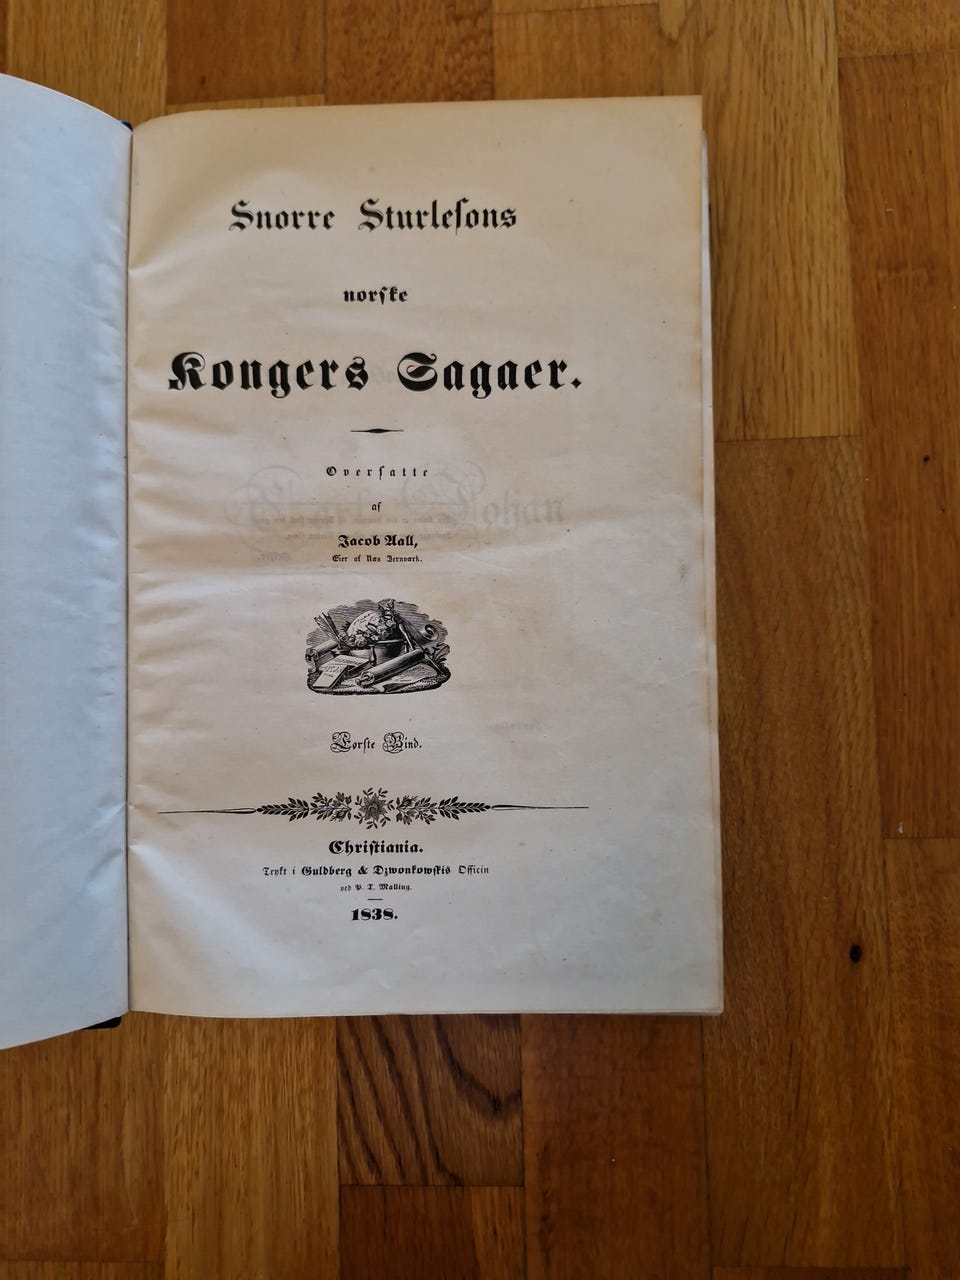 Snorre Sturleſons
norſke
Kongers Sagaer.
Overſatte
af
Jacob Aall,
Eier af Næs Jernværk.
Førſte Bind.
Chriſtiania.
Trykt i Guldberg & Dzwonkowſkis Officin
ved P. T. Malling.
1838.